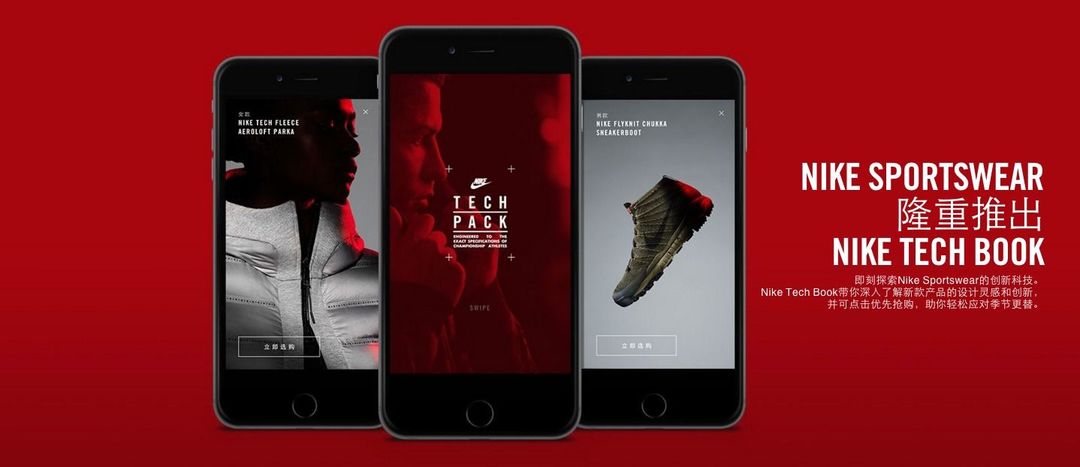 女款
NIKE TECH FLEECE
AEROLOFT PARKA
立即选购
NIKE
TECH
PACK
ENGINEERED TO THE
EXACT SPECIFICATIONS OF
CHAMPIONSHIP ATHLETES
SWIPE
男款
NIKE FLYKNIT CHUKKA
SNEAKERBOOT
立即选购
NIKE SPORTSWEAR
隆重推出
NIKE TECH BOOK
即刻探索Nike Sportswear的创新科技。
Nike Tech Book带你深入了解新款产品的设计灵感和创新，
并可点击优先抢购，助你轻松应对季节更替。